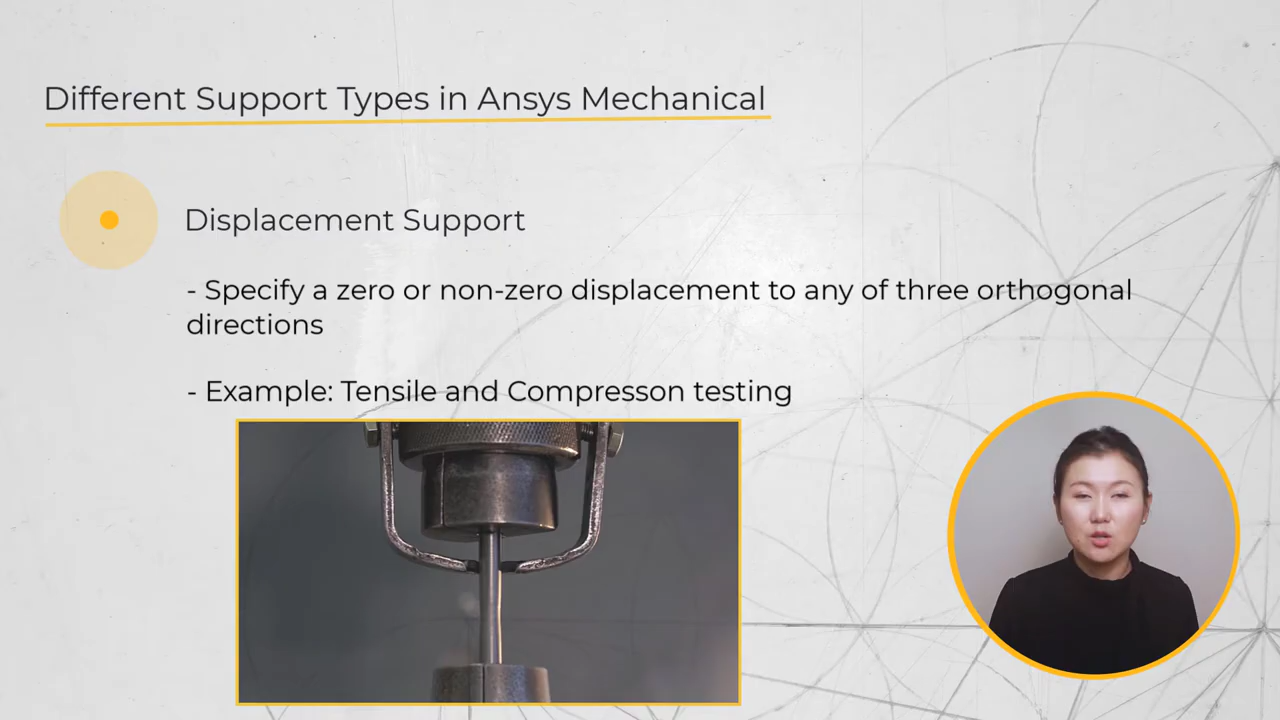 Different Support Types in Ansys Mechanical
Displacement Support
- Specify a zero or non-zero displacement to any of three orthogonal
directions
- Example: Tensile and Compresson testing